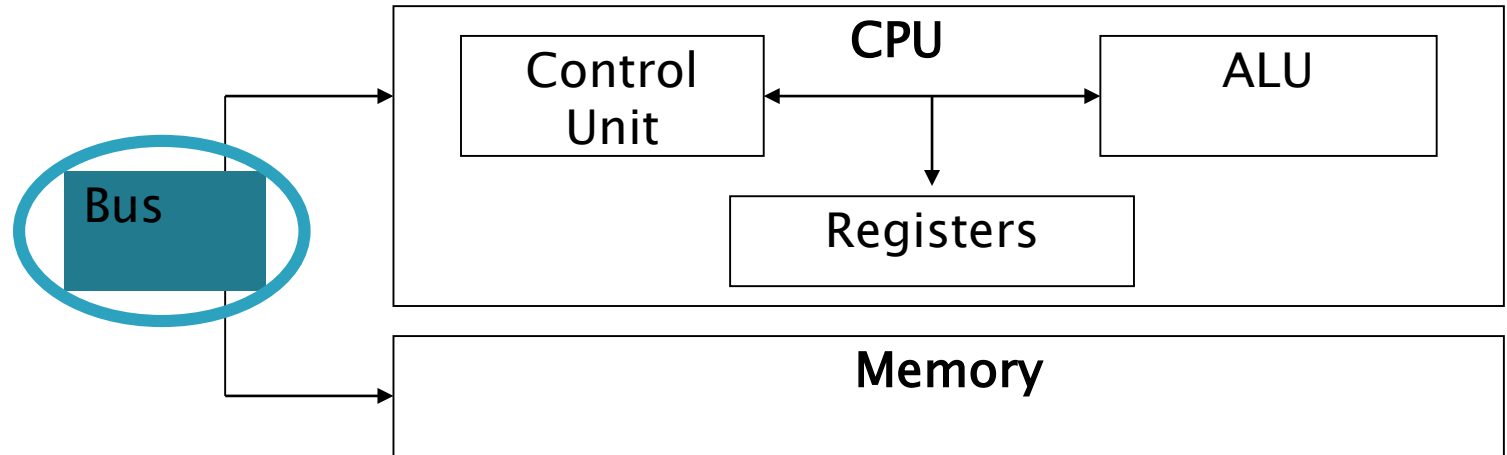 CPU
Control
Unit
ALU
Bus
Registers
Memory